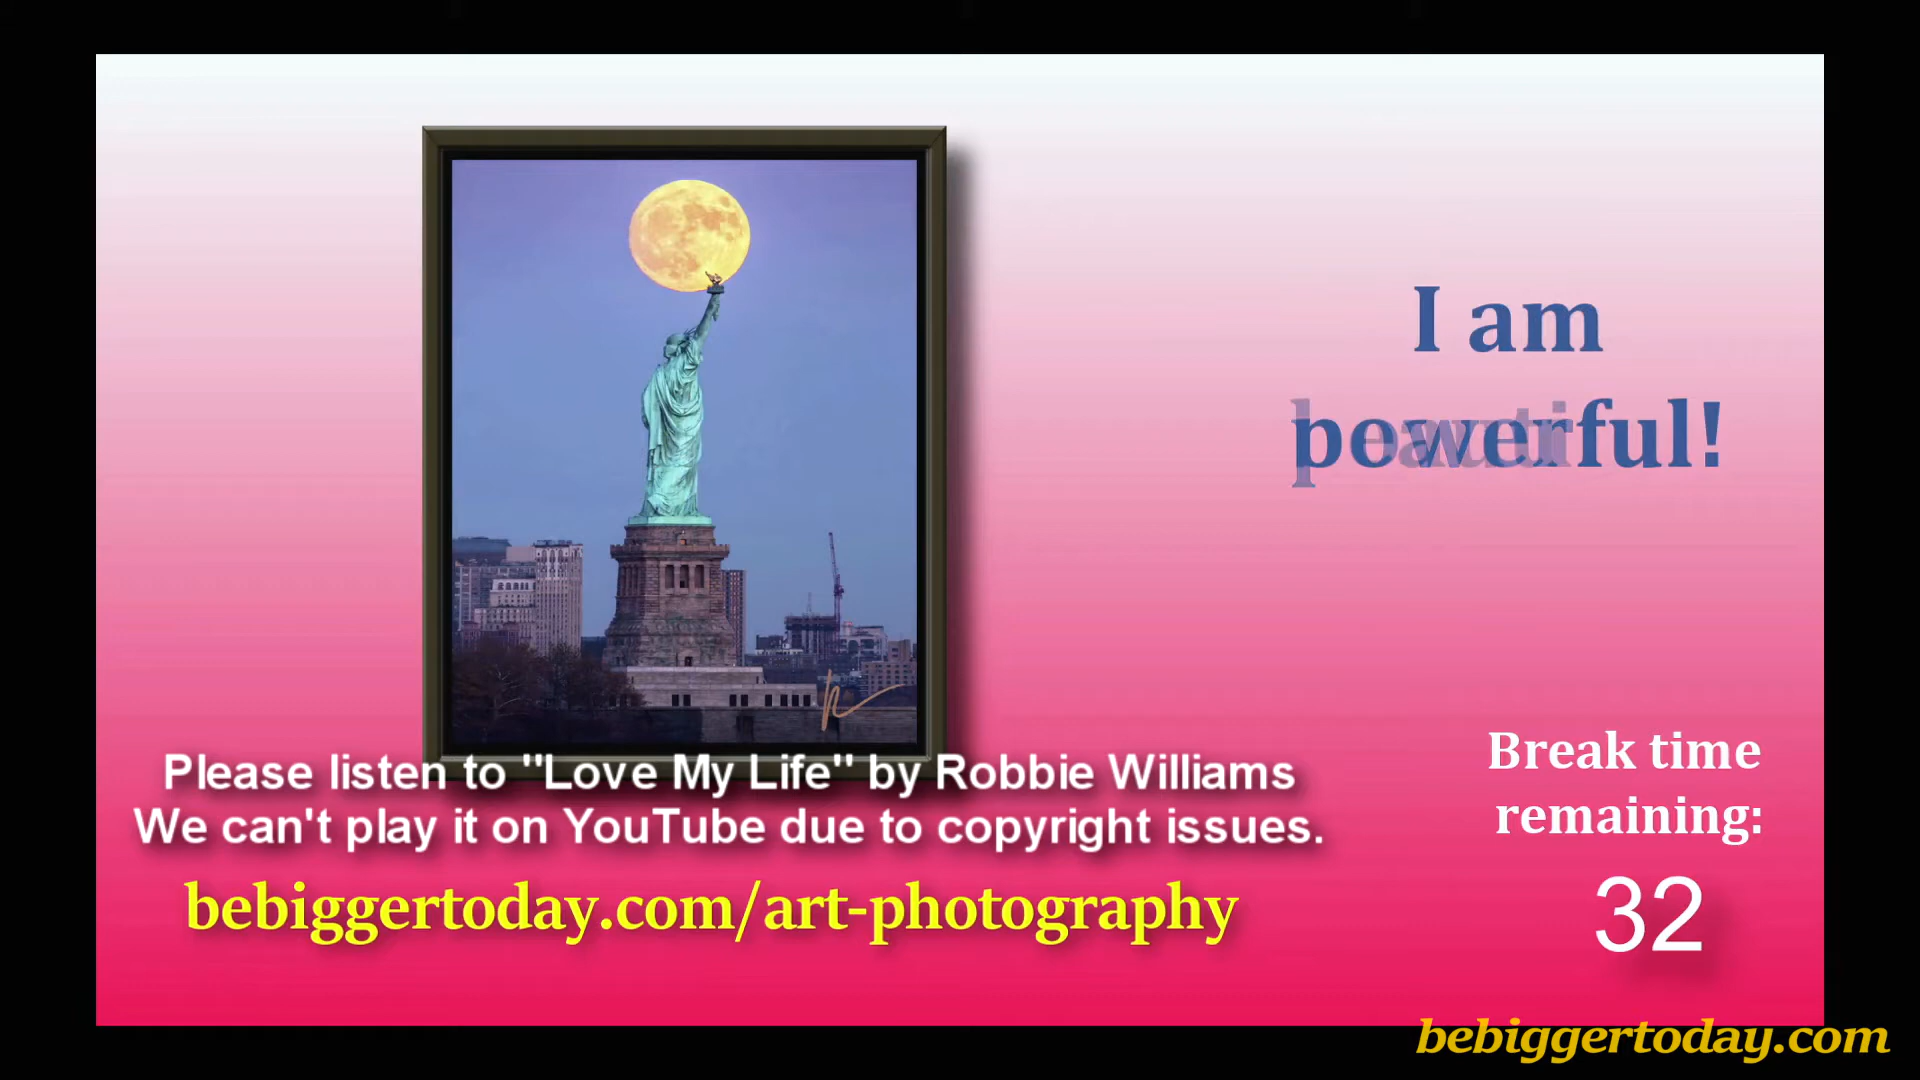 I am
powerful!
Please listen to "Love My Life" by Robbie Williams
We can't play it on YouTube due to copyright issues.
bebiggertoday.com/art-photography
Break time
remaining:
32
bebiggertoday.com